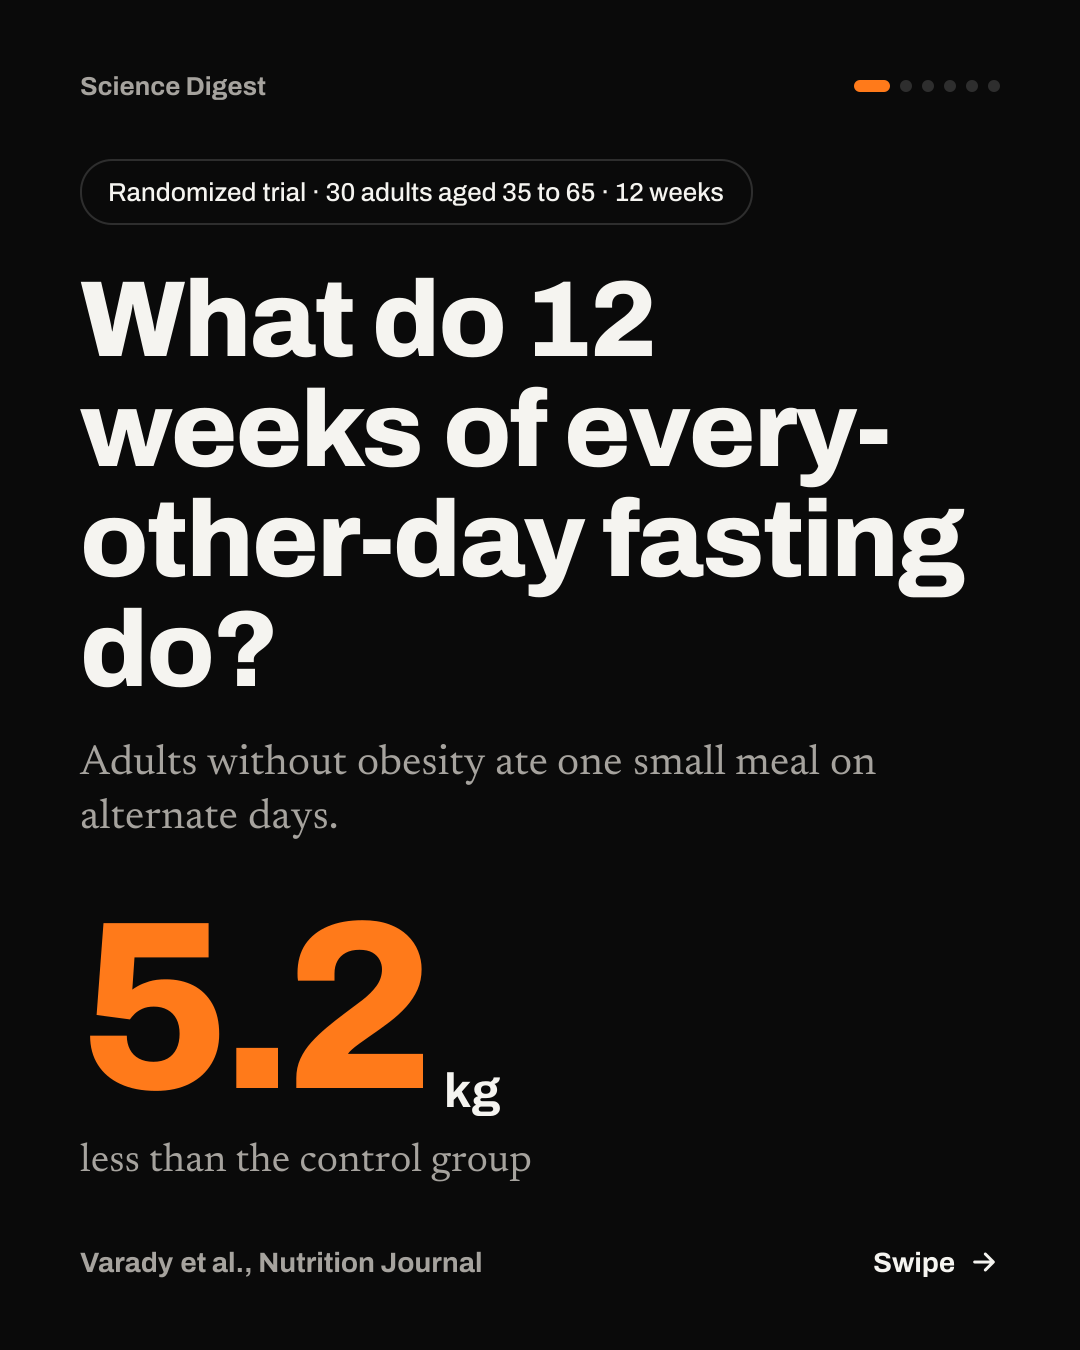 Science Digest
Randomized trial · 30 adults aged 35 to 65 · 12 weeks
What do 12
weeks of every-
other-day fasting
do?
Adults without obesity ate one small meal on
alternate days.
5.2 kg
less than the control group
Varady et al., Nutrition Journal
Swipe →